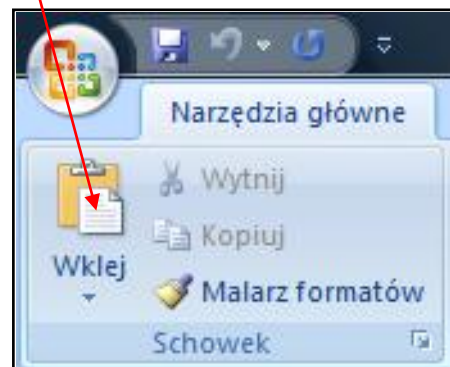 Narzędzia główne
Wytnij
Kopiuj
Wklej
Malarz formatów
Schowek